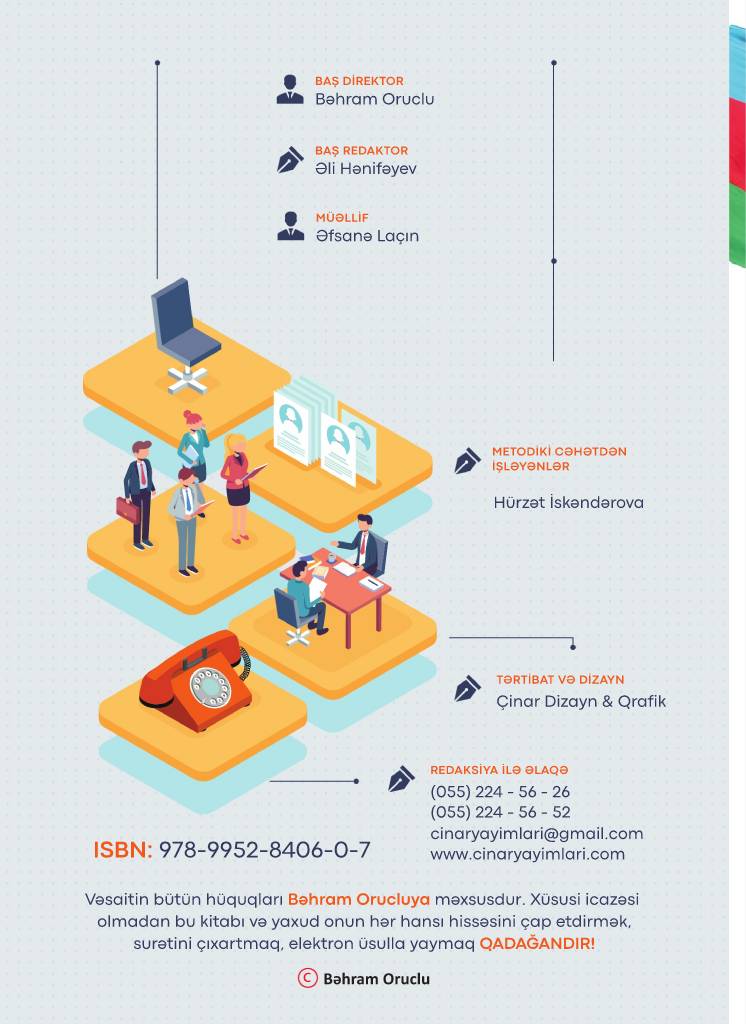 BAŞ DİREKTOR
Bəhram Oruclu
BAŞ REDAKTOR
Əli Hənifəyev
MÜƏLLİF
Əfsanə Laçın
METODİKİ CƏHƏTDƏN
İŞLƏYƏNLƏR
Hürzət İskəndərova
TƏRTİBAT VƏ DİZAYN
Çinar Dizayn & Qrafik
REDAKSİYA İLƏ ƏLAQƏ
(055) 224 - 56 - 26
(055) 224 - 56 - 52
cinaryayimlari@gmail.com
www.cinaryayimlari.com
ISBN: 978-9952-8406-0-7
Vəsaitin bütün hüquqları Bəhram Orucluya məxsusdur. Xüsusi icazəsi
olmadan bu kitabı və yaxud onun hər hansı hissəsini çap etdirmək,
surətini çıxartmaq, elektron üsulla yaymaq QADAĞANDIR!
© Bəhram Oruclu